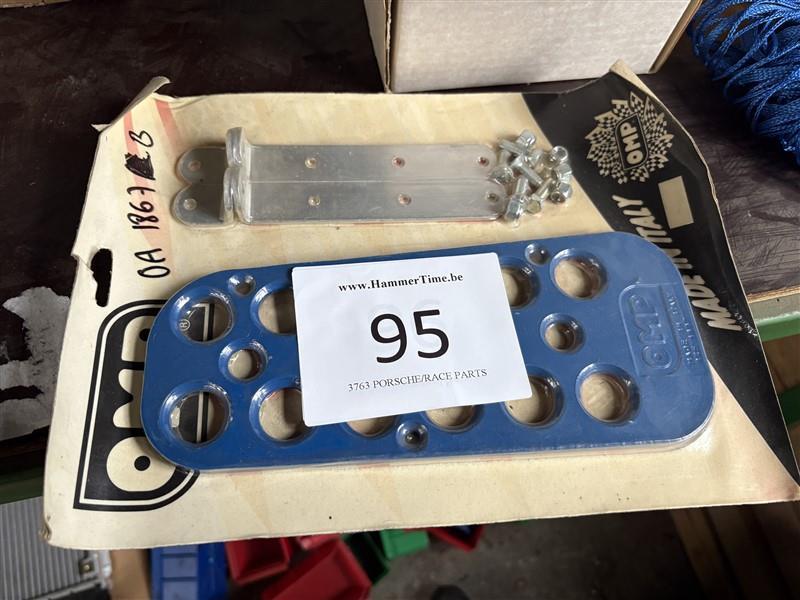 OMP
MADE IN ITALY
OA 1867
B
OMP
www.HammerTime.be
95
3763 PORSCHE/RACE PARTS
OMP